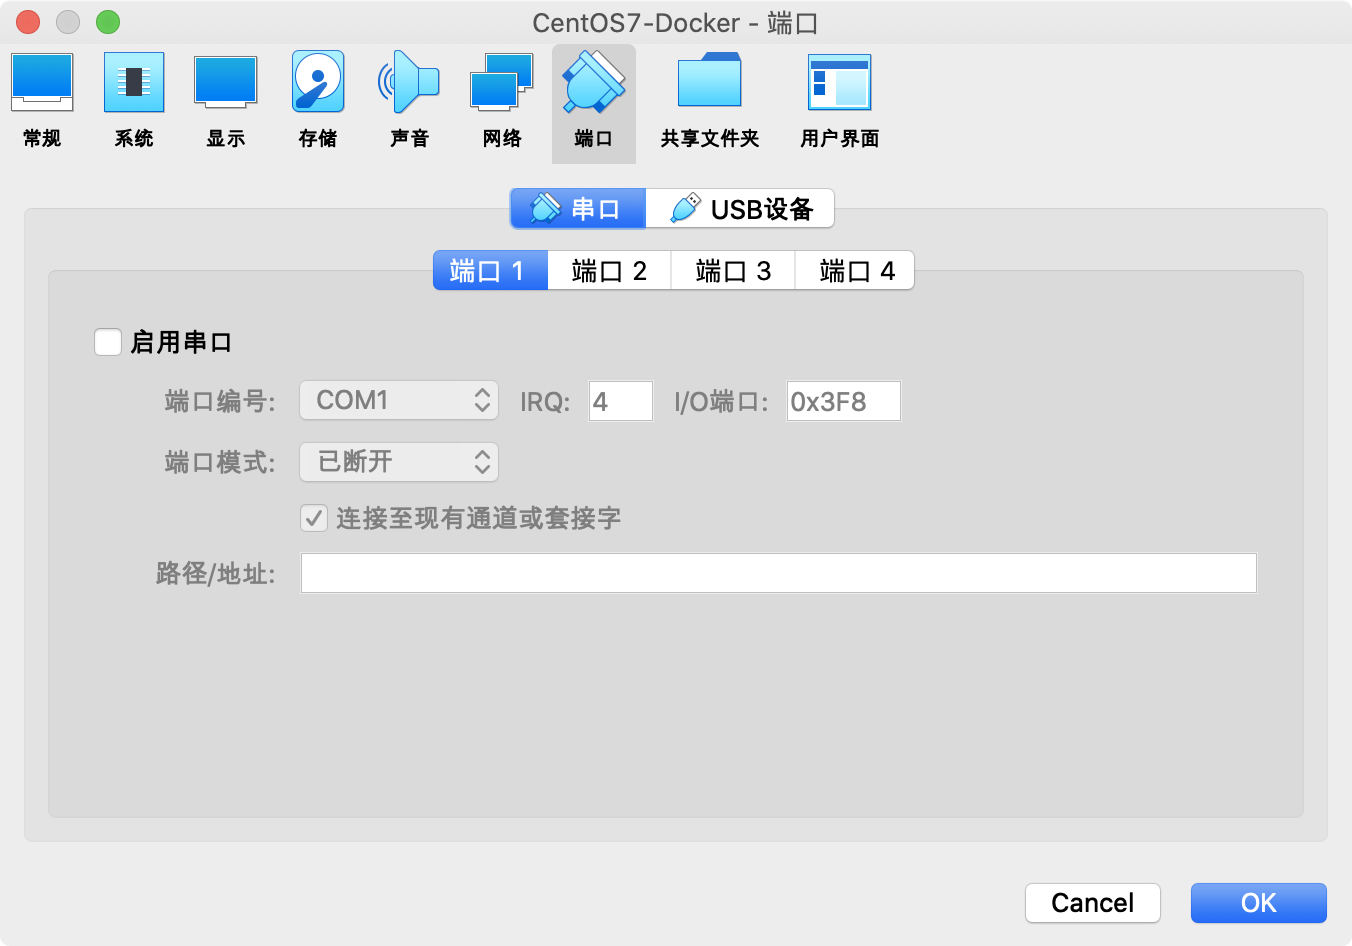 CentOS7-Docker - 端口
常规 系统 显示 存储 声音 网络 端口 共享文件夹 用户界面
串口 USB设备
端口 1 端口 2 端口 3 端口 4
启用串口
端口编号: COM1 IRQ: 4 I/O端口: 0x3F8
端口模式: 已断开
连接至现有通道或套接字
路径/地址:
Cancel OK